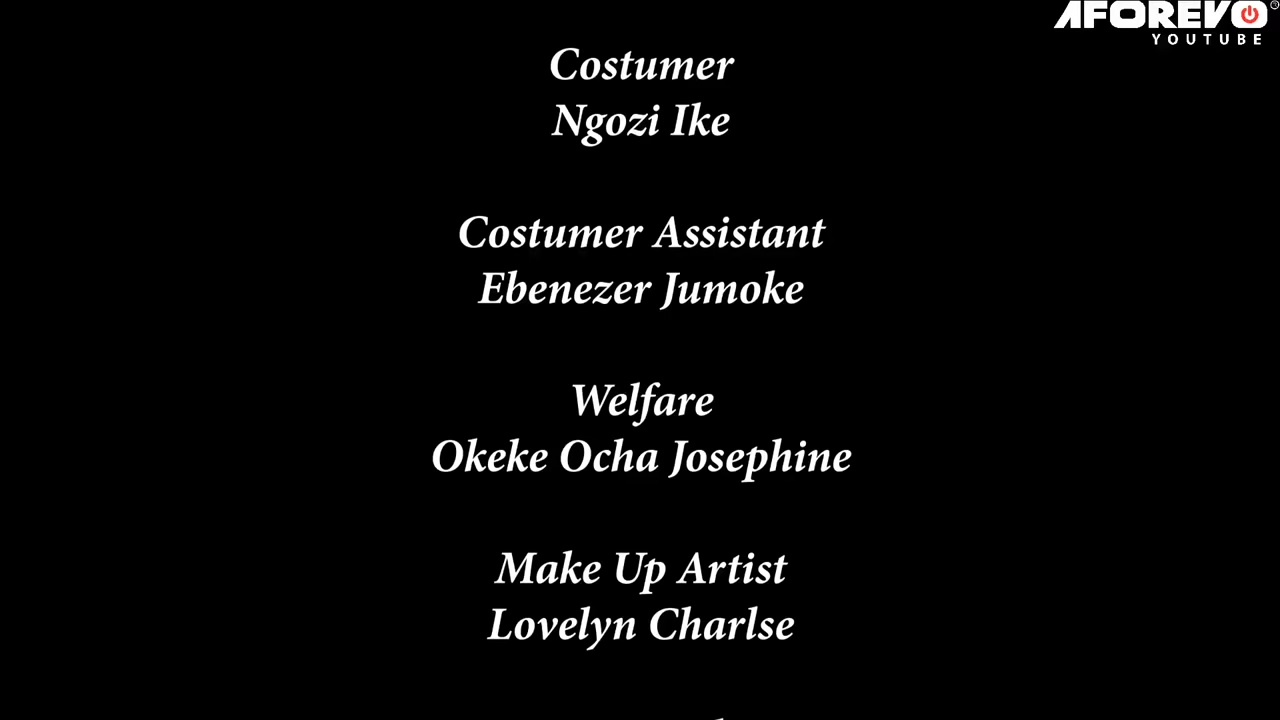 AFOREVO
YOUTUBE
Costumer
Ngozi Ike
Costumer Assistant
Ebenezer Jumoke
Welfare
Okeke Ocha Josephine
Make Up Artist
Lovelyn Charlse